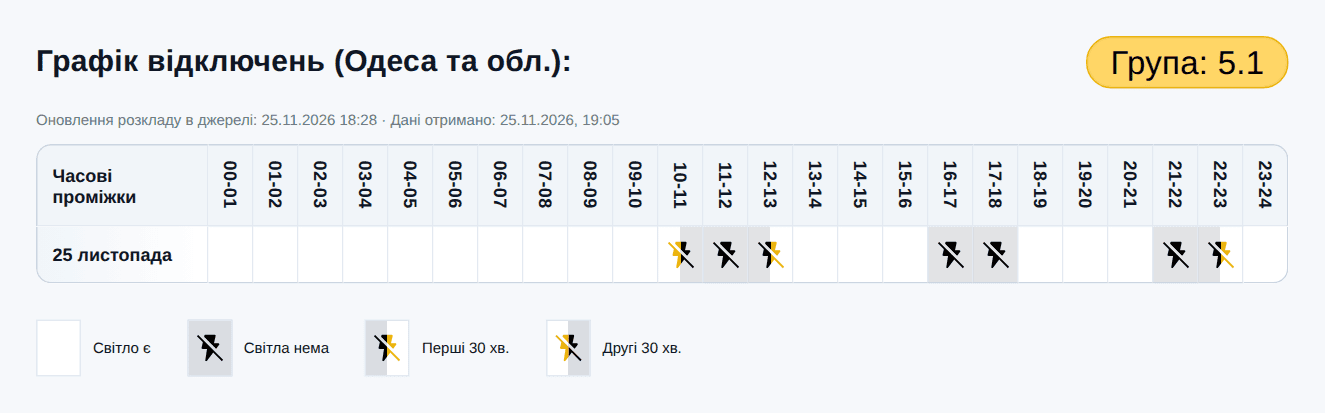 Графік відключень (Одеса та обл.):
Група: 5.1
Оновлення розкладу в джерелі: 25.11.2026 18:28 · Дані отримано: 25.11.2026, 19:05
Часові
проміжки
00-01
01-02
02-03
03-04
04-05
05-06
06-07
07-08
08-09
09-10
10-11
11-12
12-13
13-14
14-15
15-16
16-17
17-18
18-19
19-20
20-21
21-22
22-23
23-24
25 листопада
Світло є
Світла нема
Перші 30 хв.
Другі 30 хв.